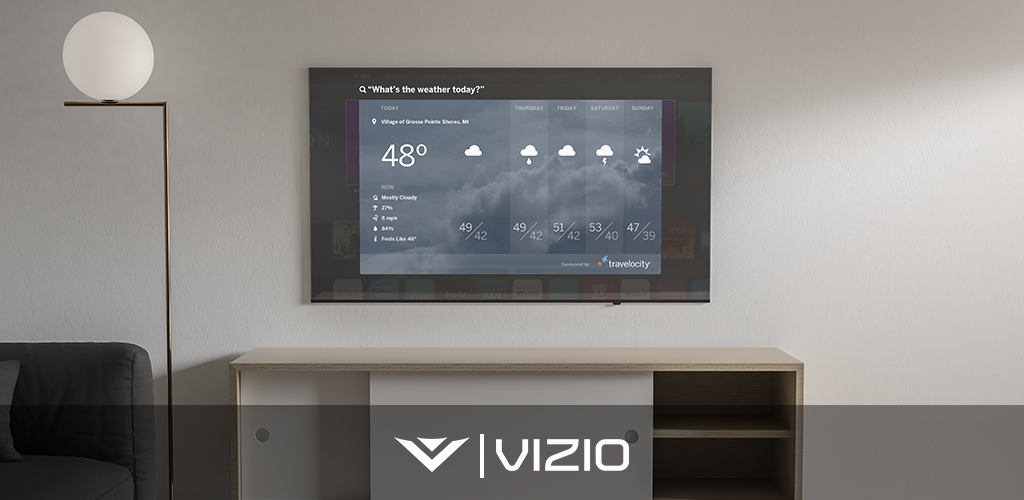 "What's the weather today?"
TODAY
THURSDAY
FRIDAY
SATURDAY
SUNDAY
Village of Grosse Pointe Shores, MI
48º
NOW
Mostly Cloudy
27%
8 mph
84%
Feels Like 46°
49/42
49/42
51/42
53/40
47/39
Sponsored by:
travelocity
VIZIO